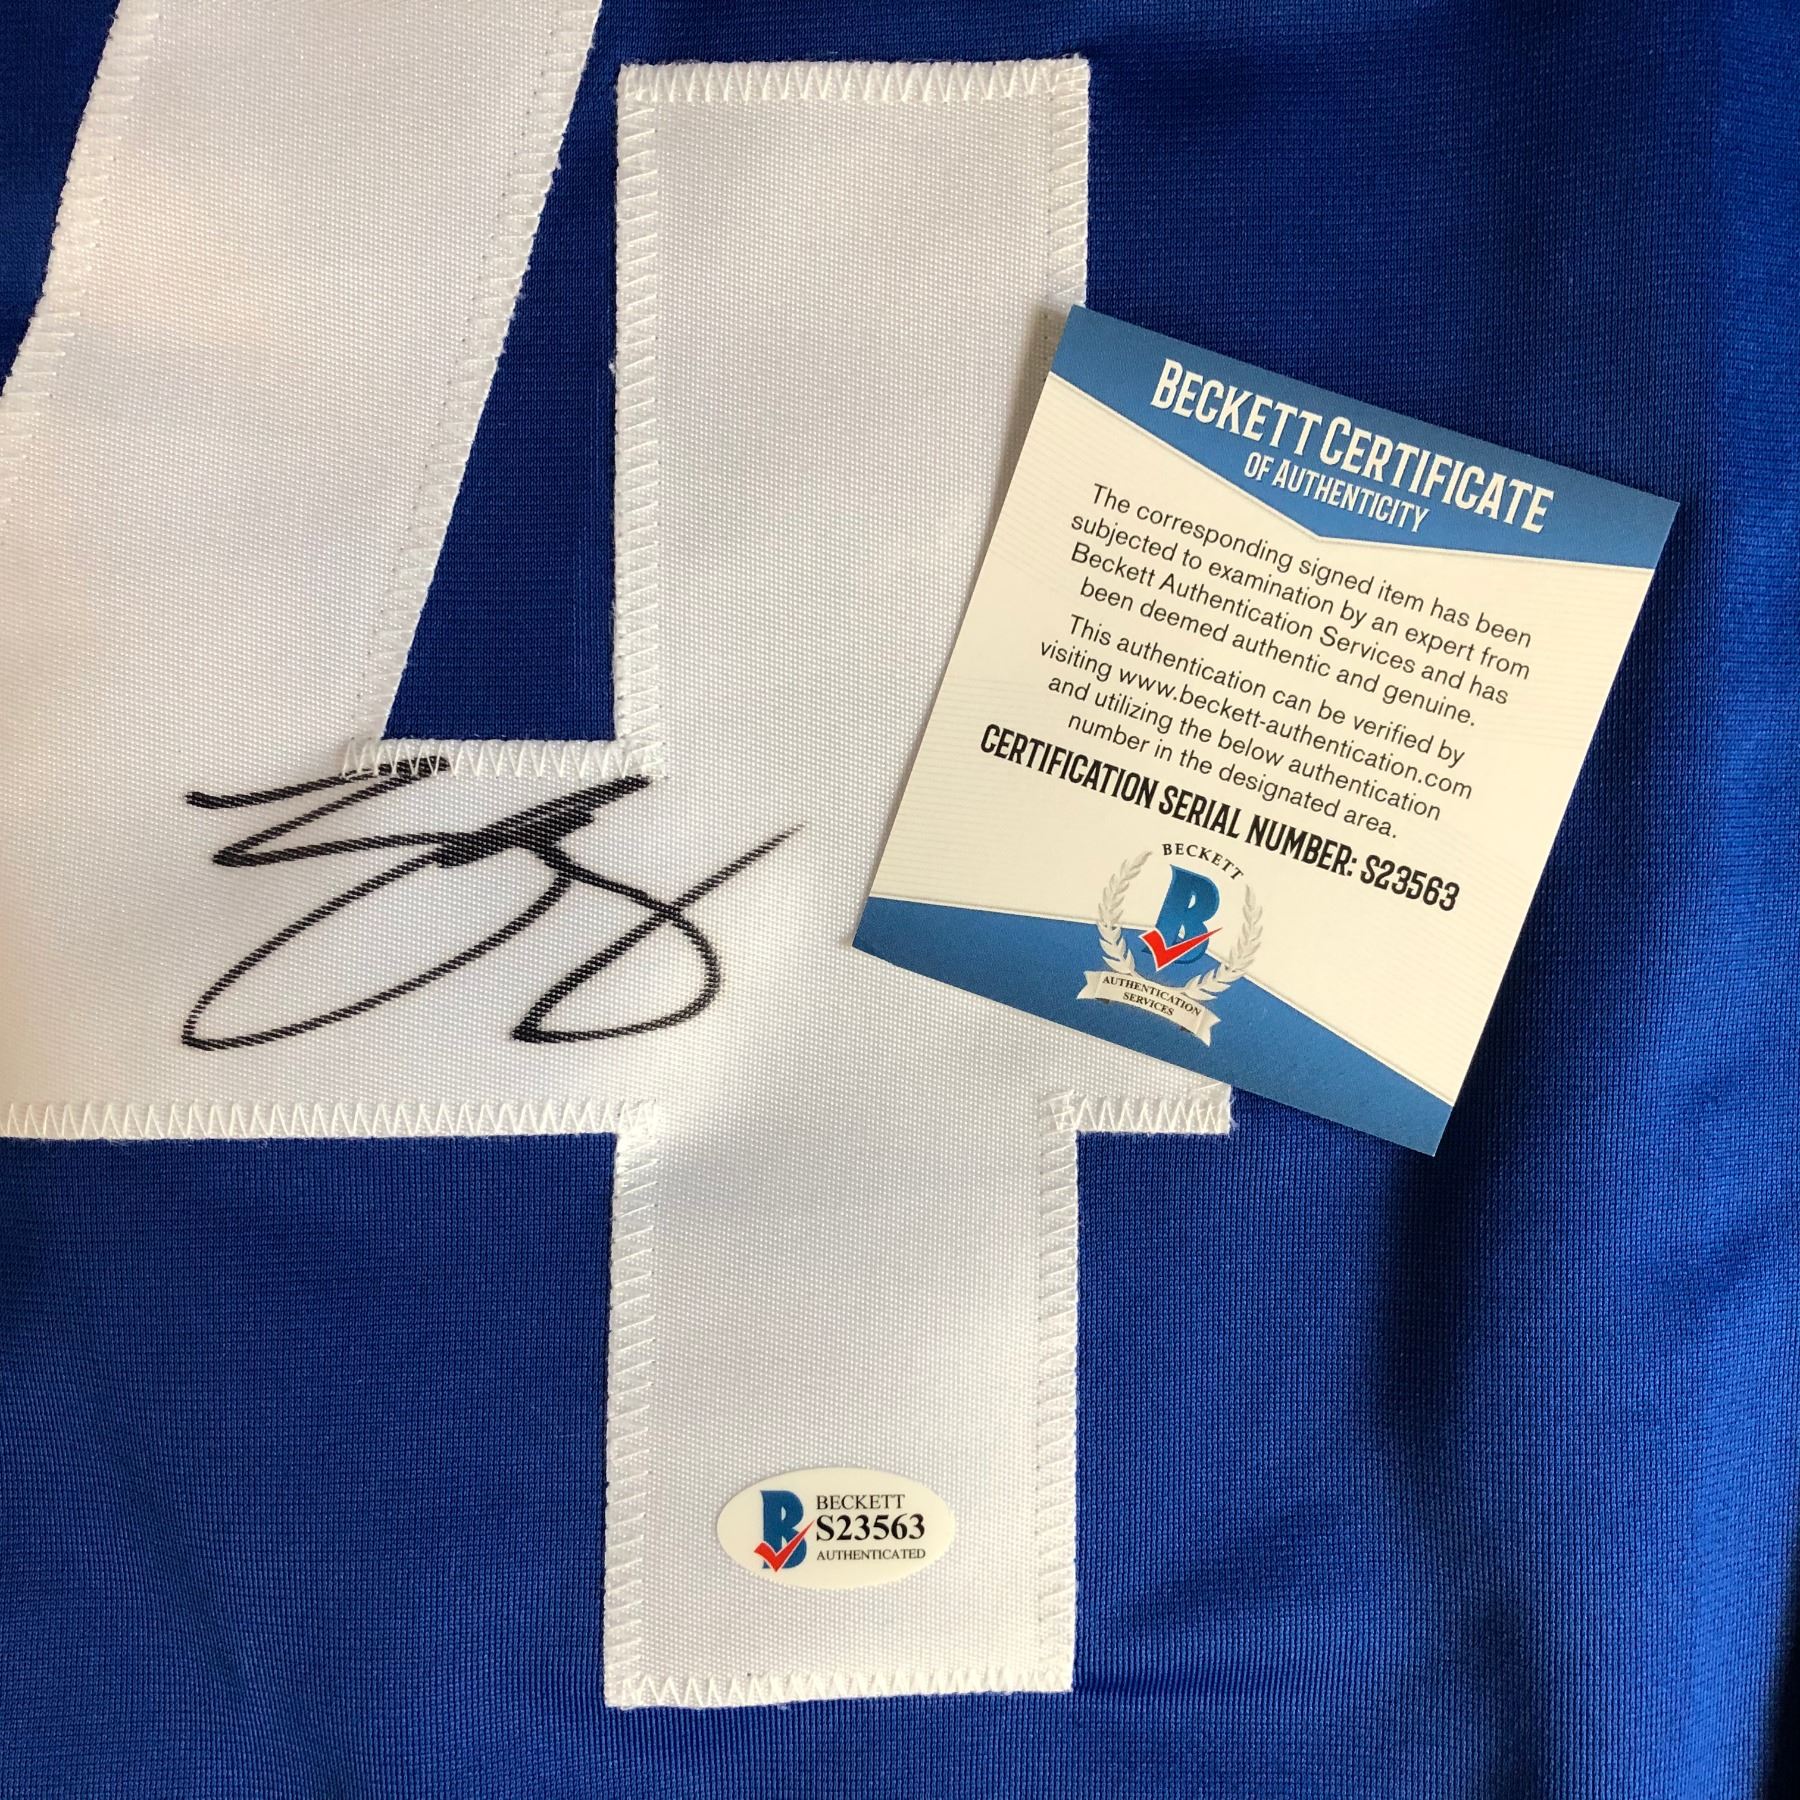 4
BECKETT CERTIFICATE
OF AUTHENTICITY
The corresponding signed item has been
subjected to examination by an expert from
Beckett Authentication Services and has
been deemed authentic and genuine.
This authentication can be verified by
visiting www.beckett-authentication.com
and utilizing the below authentication
number in the designated area.
CERTIFICATION SERIAL NUMBER: S23563
BECKETT
B
AUTHENTICATION
SERVICES
B
BECKETT
S23563
AUTHENTICATED